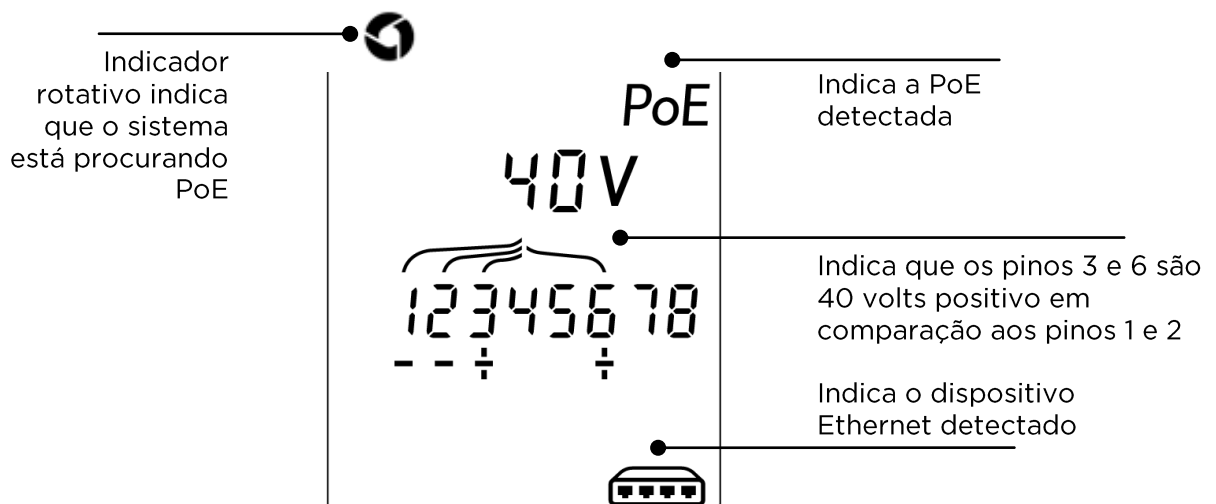 Indicador
rotativo indica
que o sistema
está procurando
PoE
PoE
40 V
12345678
- - + +
Indica a PoE
detectada
Indica que os pinos 3 e 6 são
40 volts positivo em
comparação aos pinos 1 e 2
Indica o dispositivo
Ethernet detectado